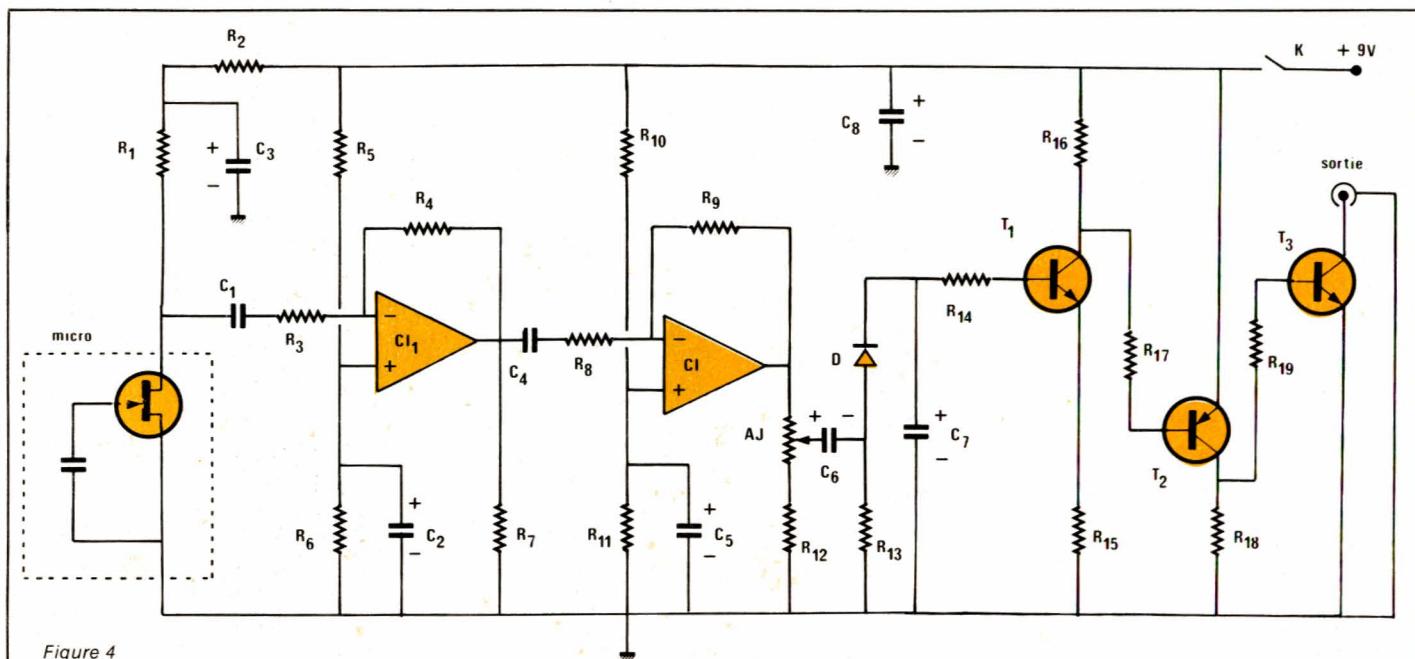 R2
K + 9V
R1
+
C3
−
R5
R10
+
C8
−
R16
sortie
R4
R9
T1
T3
C1
R3
−
CI1
+
C4
R8
−
CI
+
D
R14
R17
R19
micro
AJ
+ −
C6
+
C7
−
T2
R6
+
C2
−
R7
R11
+
C5
−
R12
R13
R15
R18
Figure 4